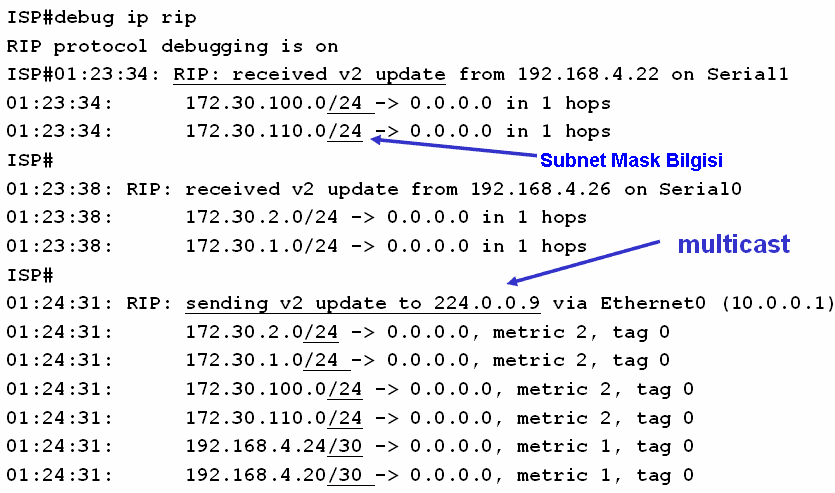 ISP#debug ip rip
RIP protocol debugging is on
ISP#01:23:34: RIP: received v2 update from 192.168.4.22 on Serial1
01:23:34: 172.30.100.0/24 -> 0.0.0.0 in 1 hops
01:23:34: 172.30.110.0/24 -> 0.0.0.0 in 1 hops
ISP#
Subnet Mask Bilgisi
01:23:38: RIP: received v2 update from 192.168.4.26 on Serial0
01:23:38: 172.30.2.0/24 -> 0.0.0.0 in 1 hops
01:23:38: 172.30.1.0/24 -> 0.0.0.0 in 1 hops
multicast
ISP#
01:24:31: RIP: sending v2 update to 224.0.0.9 via Ethernet0 (10.0.0.1)
01:24:31: 172.30.2.0/24 -> 0.0.0.0, metric 2, tag 0
01:24:31: 172.30.1.0/24 -> 0.0.0.0, metric 2, tag 0
01:24:31: 172.30.100.0/24 -> 0.0.0.0, metric 2, tag 0
01:24:31: 172.30.110.0/24 -> 0.0.0.0, metric 2, tag 0
01:24:31: 192.168.4.24/30 -> 0.0.0.0, metric 1, tag 0
01:24:31: 192.168.4.20/30 -> 0.0.0.0, metric 1, tag 0